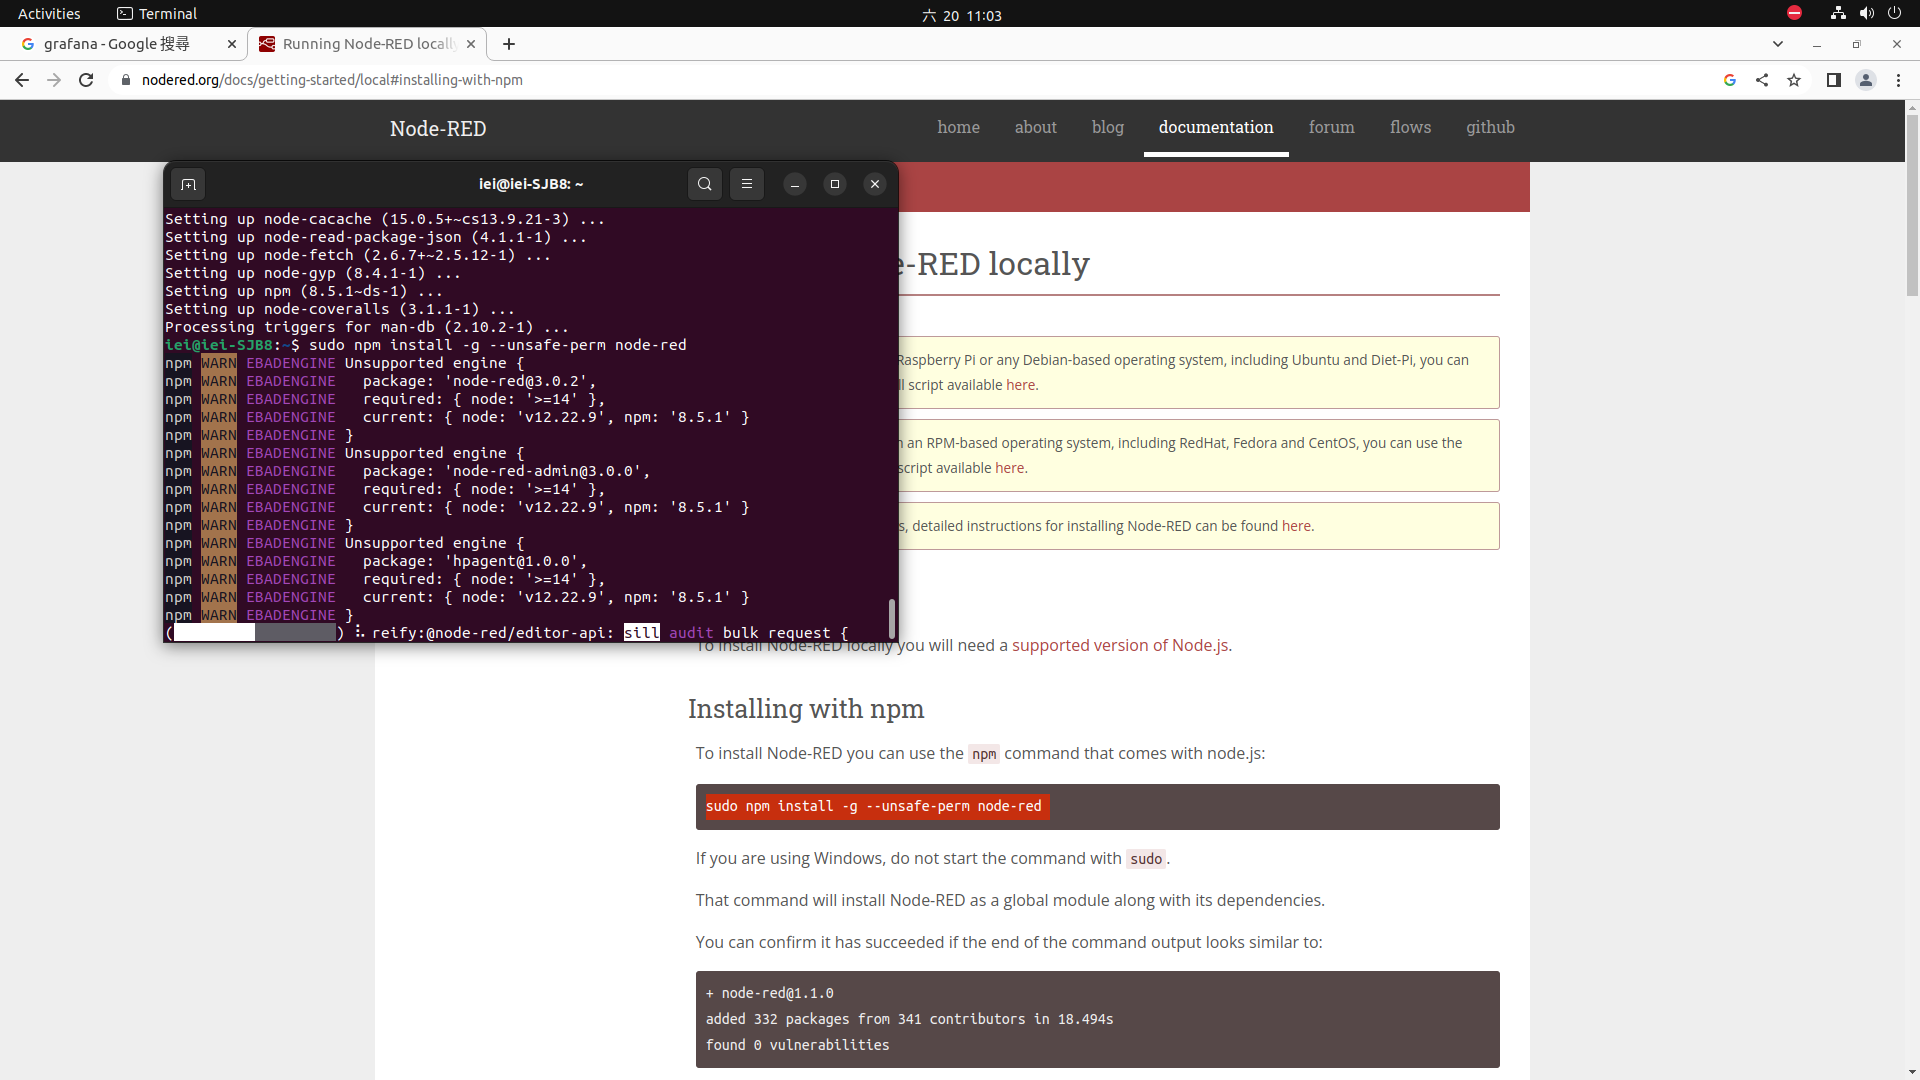 Activities
Terminal
六 20 11:03
grafana - Google 搜尋
Running Node-RED locally
nodered.org/docs/getting-started/local#installing-with-npm
Node-RED
home
about
blog
documentation
forum
flows
github
iei@iei-SJB8: ~
Setting up node-cacache (15.0.5+~cs13.9.21-3) ...
Setting up node-read-package-json (4.1.1-1) ...
Setting up node-fetch (2.6.7+~2.5.12-1) ...
Setting up node-gyp (8.4.1-1) ...
Setting up npm (8.5.1~ds-1) ...
Setting up node-coveralls (3.1.1-1) ...
Processing triggers for man-db (2.10.2-1) ...
iei@iei-SJB8:~$ sudo npm install -g --unsafe-perm node-red
npm WARN EBADENGINE Unsupported engine {
npm WARN EBADENGINE   package: 'node-red@3.0.2',
npm WARN EBADENGINE   required: { node: '>=14' },
npm WARN EBADENGINE   current: { node: 'v12.22.9', npm: '8.5.1' }
npm WARN EBADENGINE }
npm WARN EBADENGINE Unsupported engine {
npm WARN EBADENGINE   package: 'node-red-admin@3.0.0',
npm WARN EBADENGINE   required: { node: '>=14' },
npm WARN EBADENGINE   current: { node: 'v12.22.9', npm: '8.5.1' }
npm WARN EBADENGINE }
npm WARN EBADENGINE Unsupported engine {
npm WARN EBADENGINE   package: 'hpagent@1.0.0',
npm WARN EBADENGINE   required: { node: '>=14' },
npm WARN EBADENGINE   current: { node: 'v12.22.9', npm: '8.5.1' }
npm WARN EBADENGINE }
( ) ⠧ reify:@node-red/editor-api: sill audit bulk request {
e-RED locally
Raspberry Pi or any Debian-based operating system, including Ubuntu and Diet-Pi, you can
ll script available here.
n an RPM-based operating system, including RedHat, Fedora and CentOS, you can use the
script available here.
s, detailed instructions for installing Node-RED can be found here.
To install Node-RED locally you will need a supported version of Node.js.
Installing with npm
To install Node-RED you can use the npm command that comes with node.js:
sudo npm install -g --unsafe-perm node-red
If you are using Windows, do not start the command with sudo.
That command will install Node-RED as a global module along with its dependencies.
You can confirm it has succeeded if the end of the command output looks similar to:
+ node-red@1.1.0
added 332 packages from 341 contributors in 18.494s
found 0 vulnerabilities